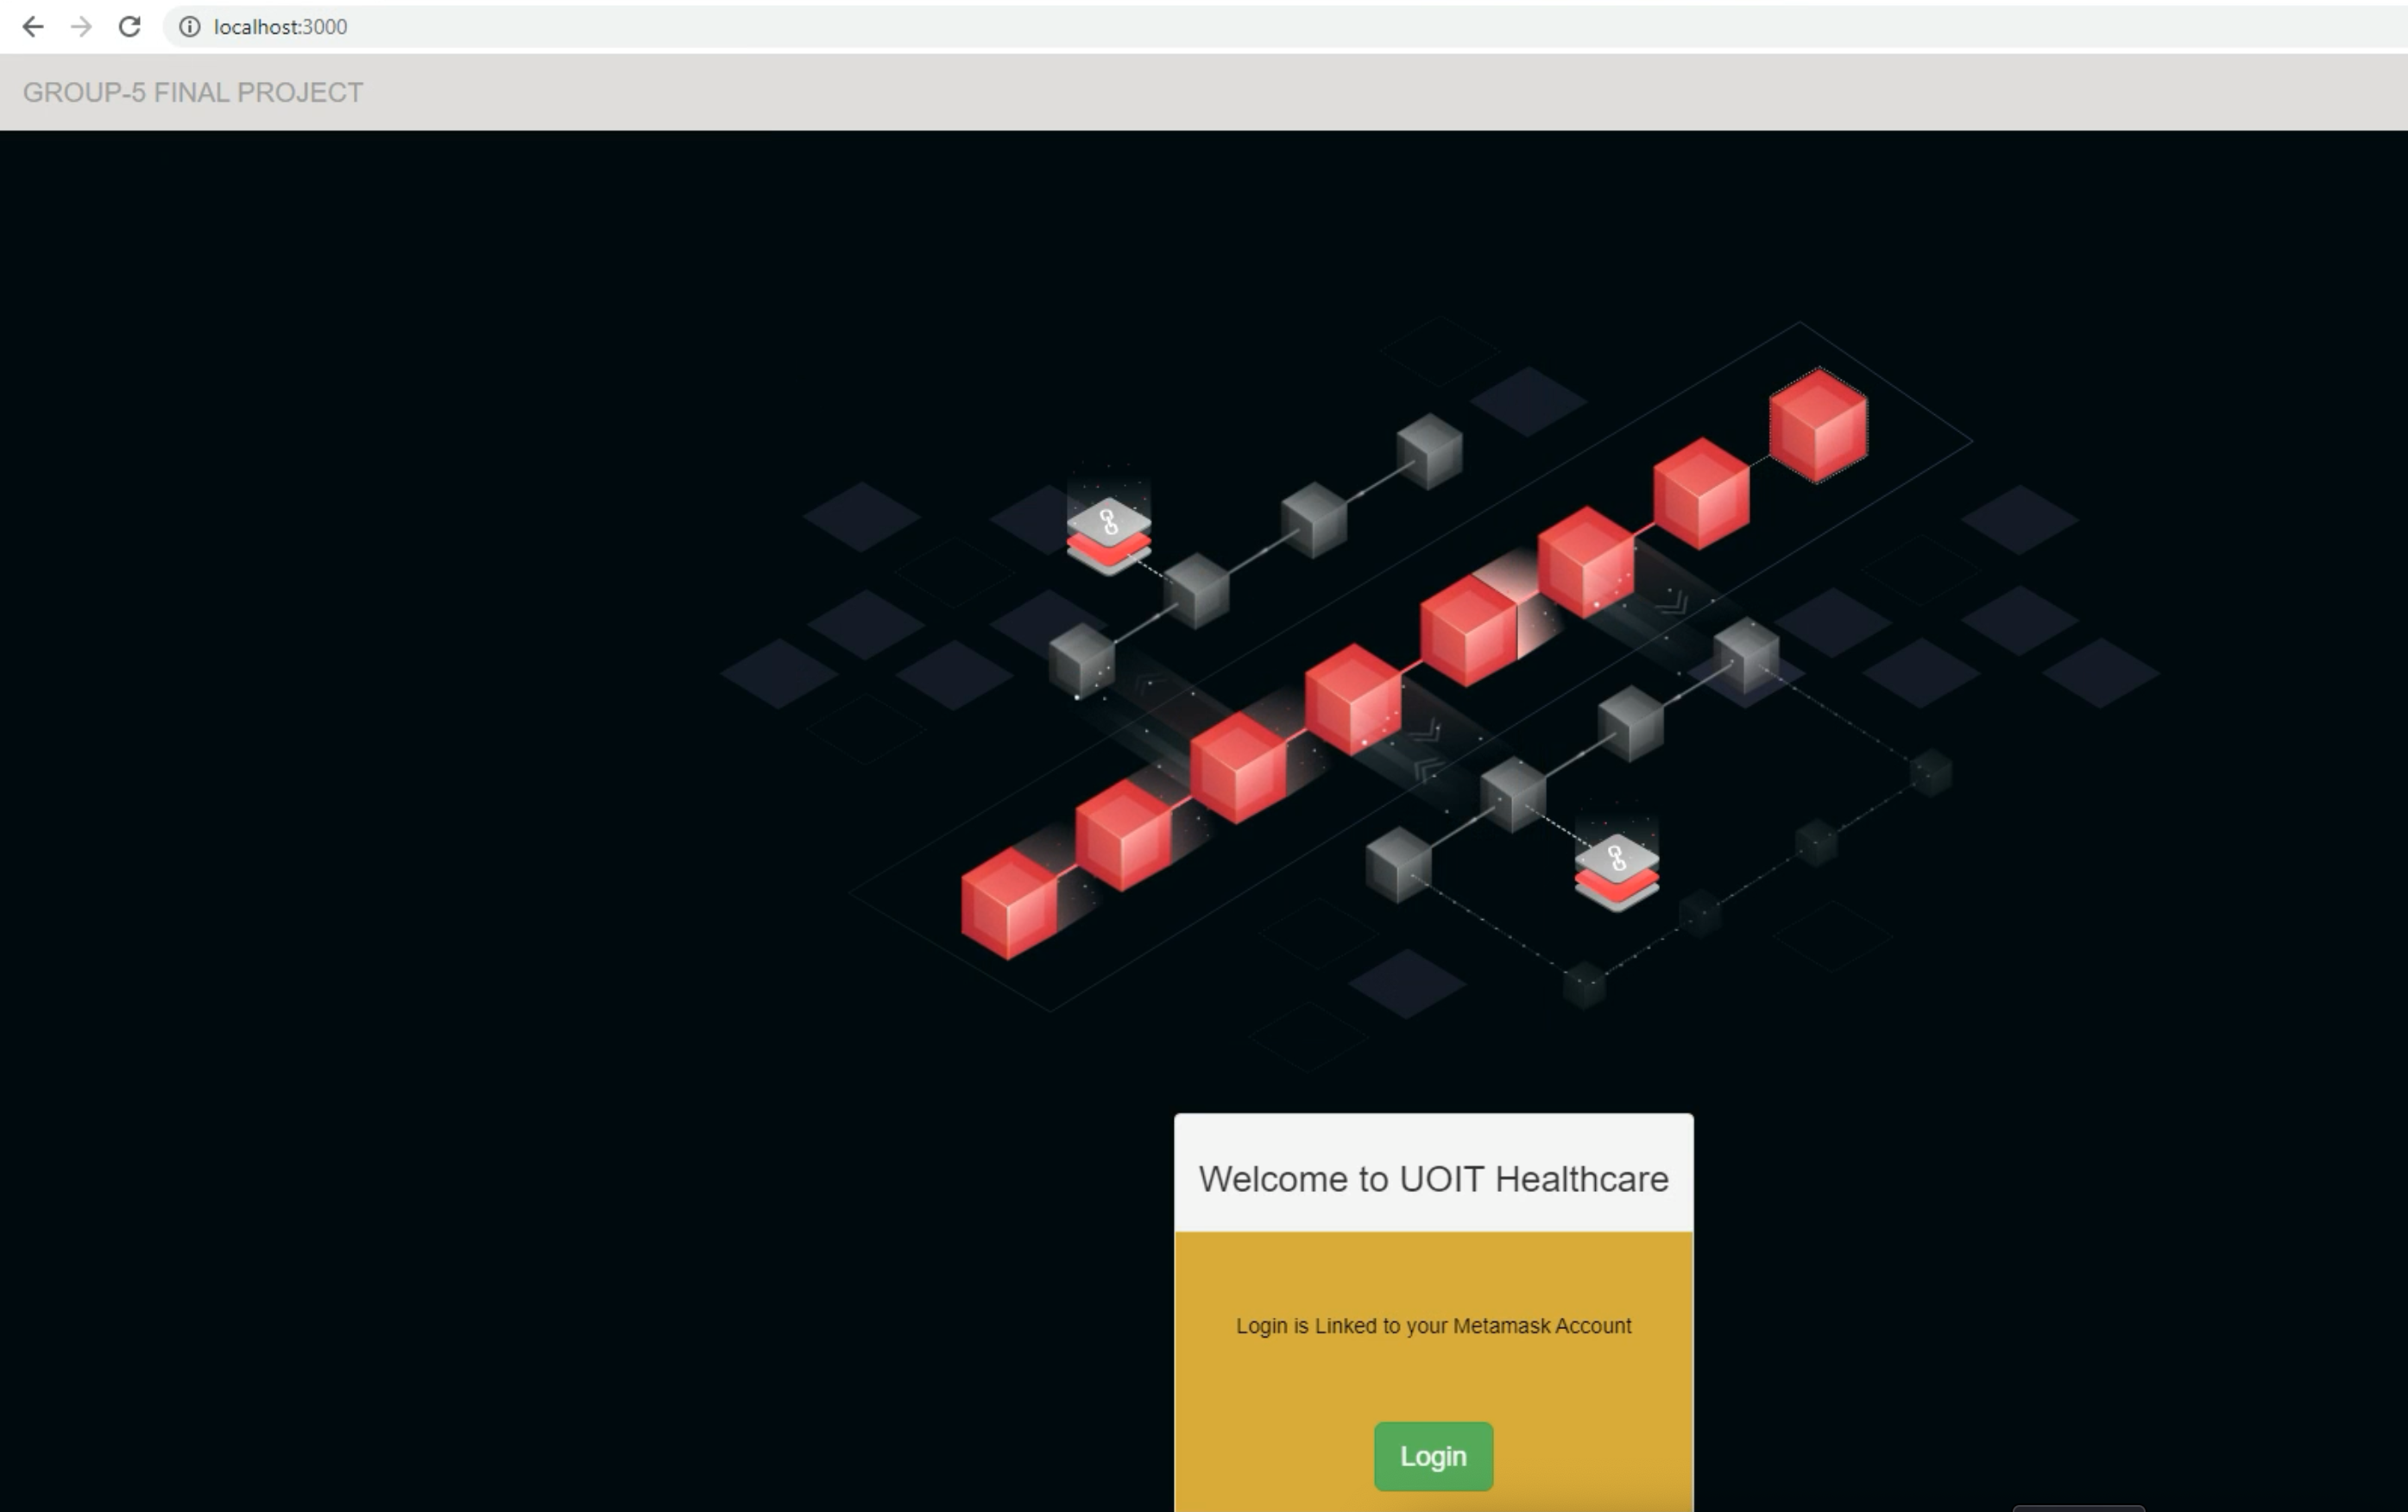 localhost:3000
GROUP-5 FINAL PROJECT
Welcome to UOIT Healthcare
Login is Linked to your Metamask Account
Login